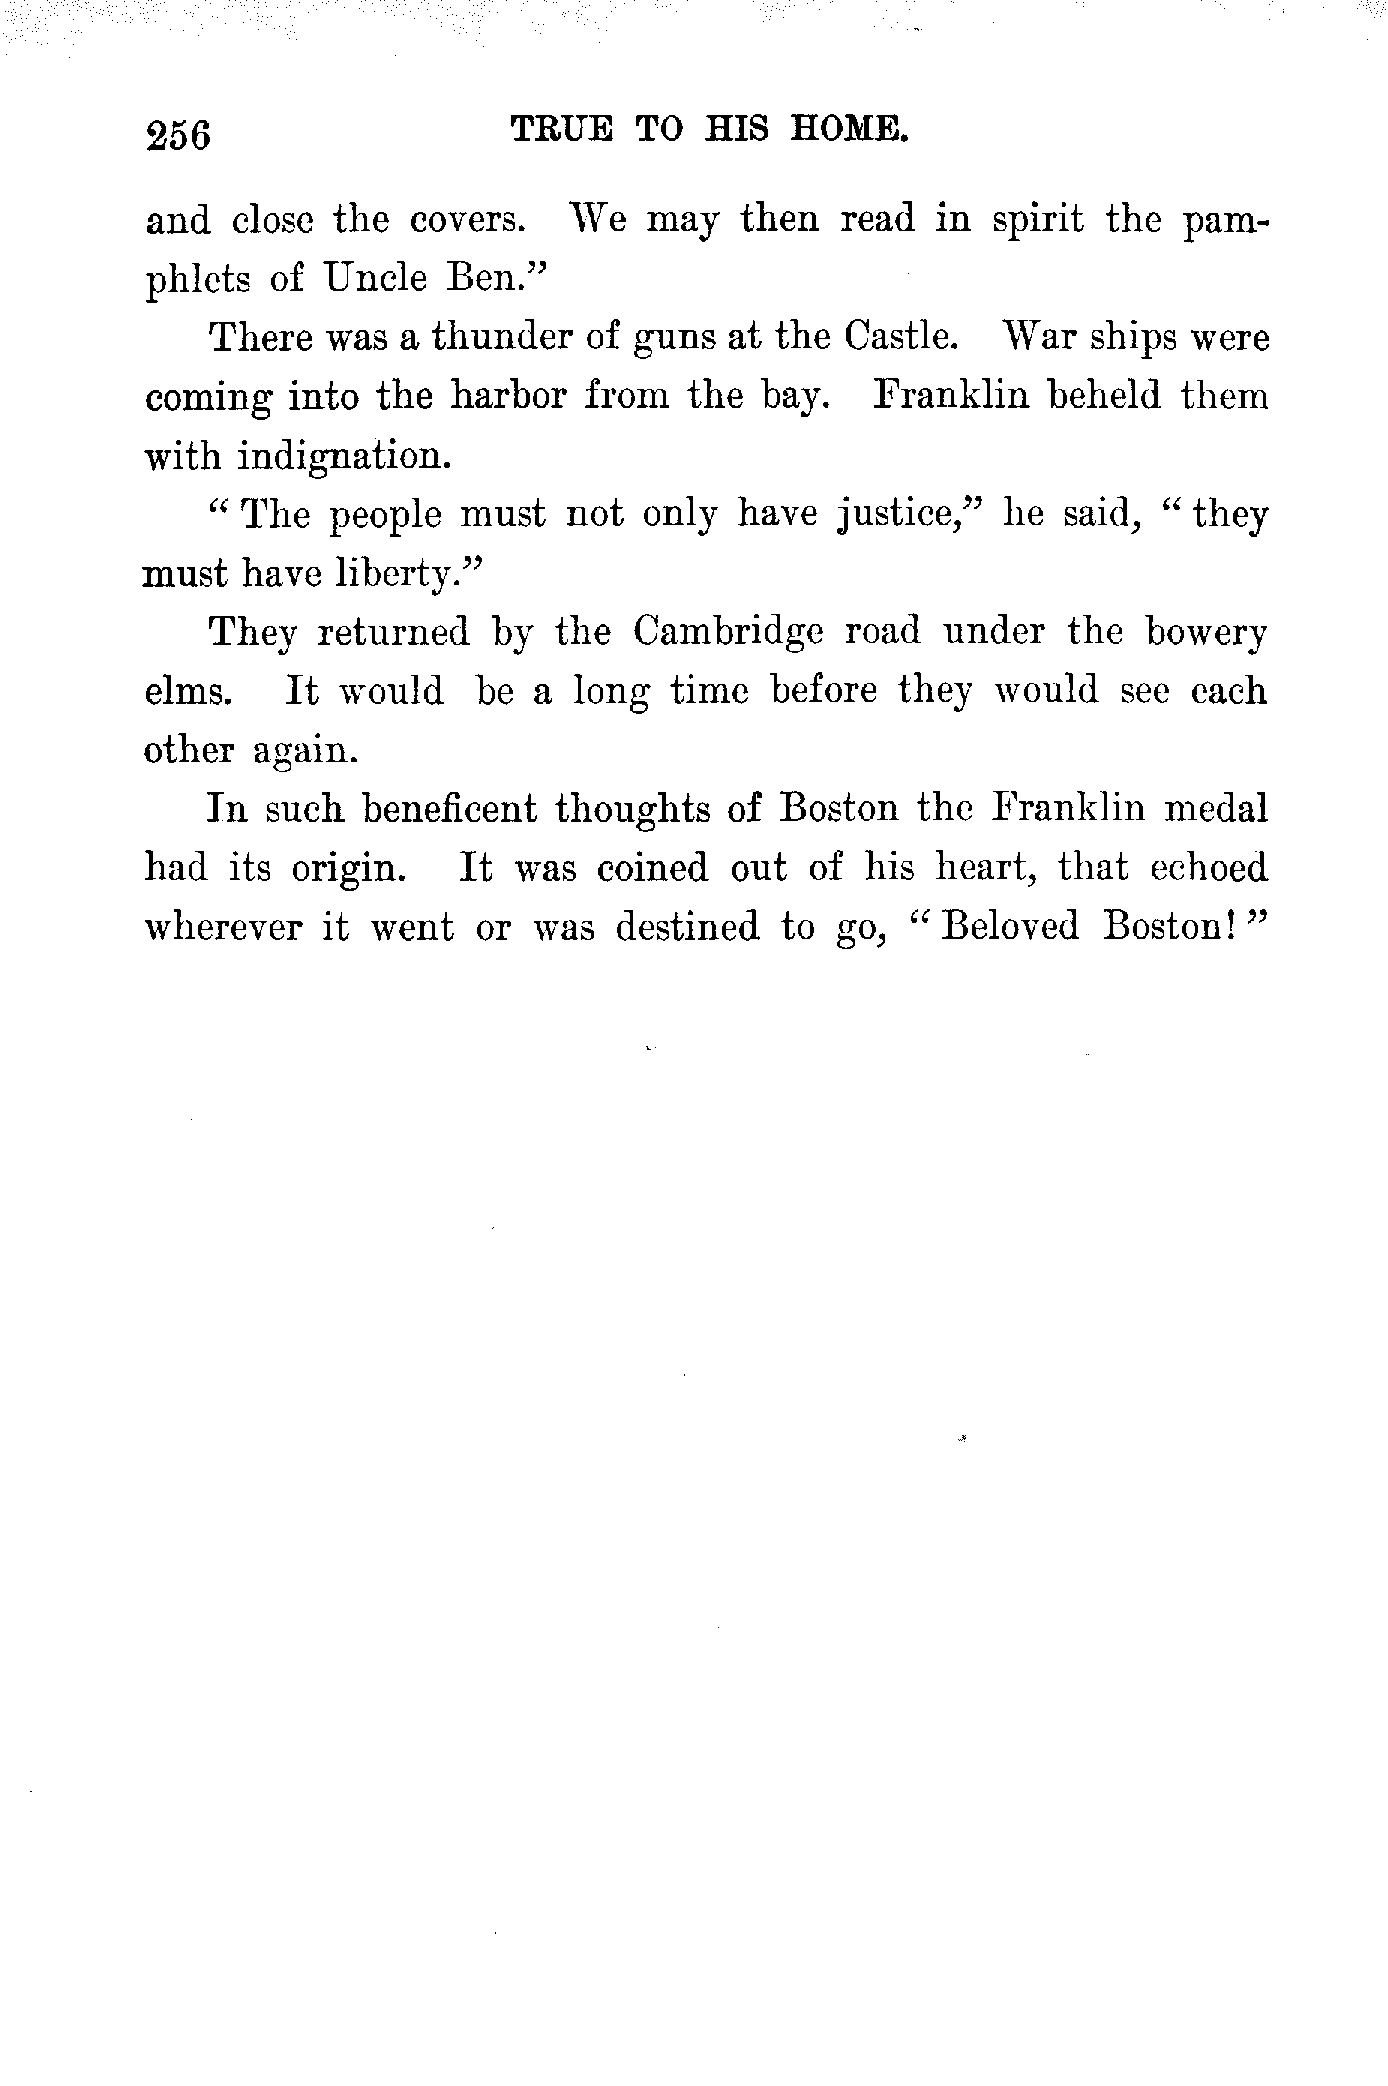 256 TRUE TO HIS HOME.
and close the covers. We may then read in spirit the pam-
phlets of Uncle Ben."
There was a thunder of guns at the Castle. War ships were
coming into the harbor from the bay. Franklin beheld them
with indignation.
" The people must not only have justice," he said, " they
must have liberty."
They returned by the Cambridge road under the bowery
elms. It would be a long time before they would see each
other again.
In such beneficent thoughts of Boston the Franklin medal
had its origin. It was coined out of his heart, that echoed
wherever it went or was destined to go, " Beloved Boston! "